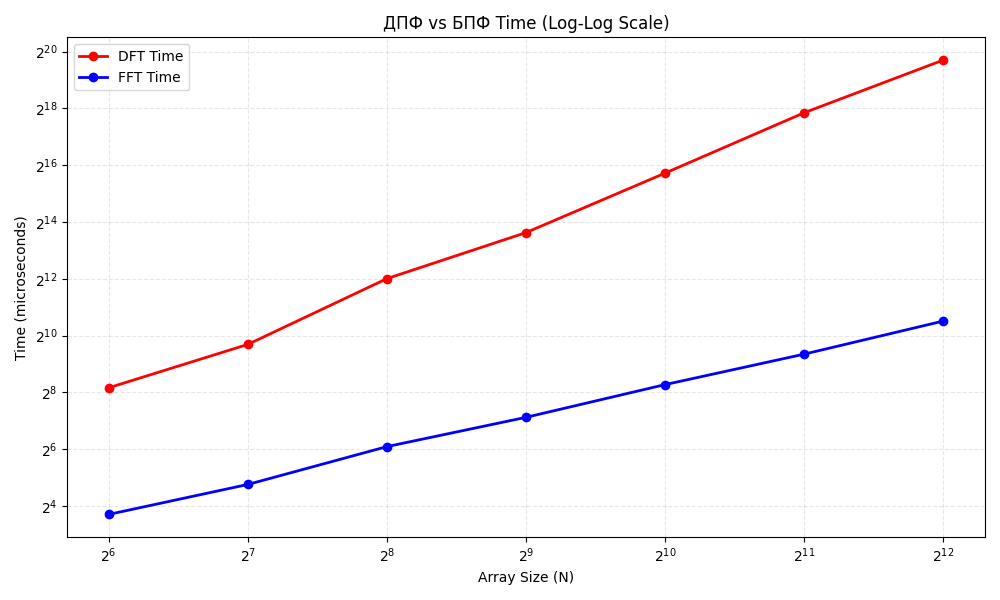 ДПФ vs БПФ Time (Log-Log Scale)
DFT Time
FFT Time
Time (microseconds)
2^20
2^18
2^16
2^14
2^12
2^10
2^8
2^6
2^4
2^6 2^7 2^8 2^9 2^10 2^11 2^12
Array Size (N)